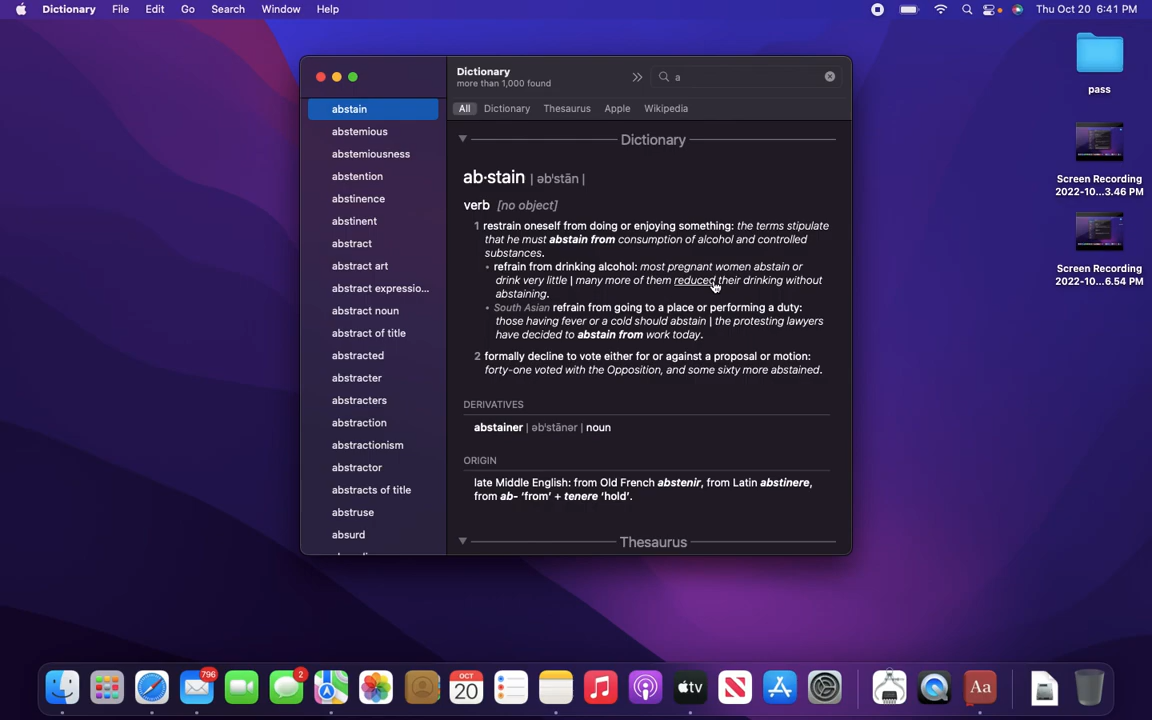 Dictionary File Edit Go Search Window Help Thu Oct 20 6:41 PM
pass
Screen Recording
2022-10...3.46 PM
Screen Recording
2022-10...6.54 PM
Dictionary
more than 1,000 found
a
All Dictionary Thesaurus Apple Wikipedia
abstain
abstemious
abstemiousness
abstention
abstinence
abstinent
abstract
abstract art
abstract expressio...
abstract noun
abstract of title
abstracted
abstracter
abstracters
abstraction
abstractionism
abstractor
abstracts of title
abstruse
absurd
Dictionary
ab·stain | əbˈstān |
verb [no object]
1 restrain oneself from doing or enjoying something: the terms stipulate
that he must abstain from consumption of alcohol and controlled
substances.
• refrain from drinking alcohol: most pregnant women abstain or
drink very little | many more of them reduced their drinking without
abstaining.
• South Asian refrain from going to a place or performing a duty:
those having fever or a cold should abstain | the protesting lawyers
have decided to abstain from work today.
2 formally decline to vote either for or against a proposal or motion:
forty-one voted with the Opposition, and some sixty more abstained.
DERIVATIVES
abstainer | əbˈstānər | noun
ORIGIN
late Middle English: from Old French abstenir, from Latin abstinere,
from ab- ‘from’ + tenere ‘hold’.
Thesaurus
796
2
OCT
20
tv
Aa